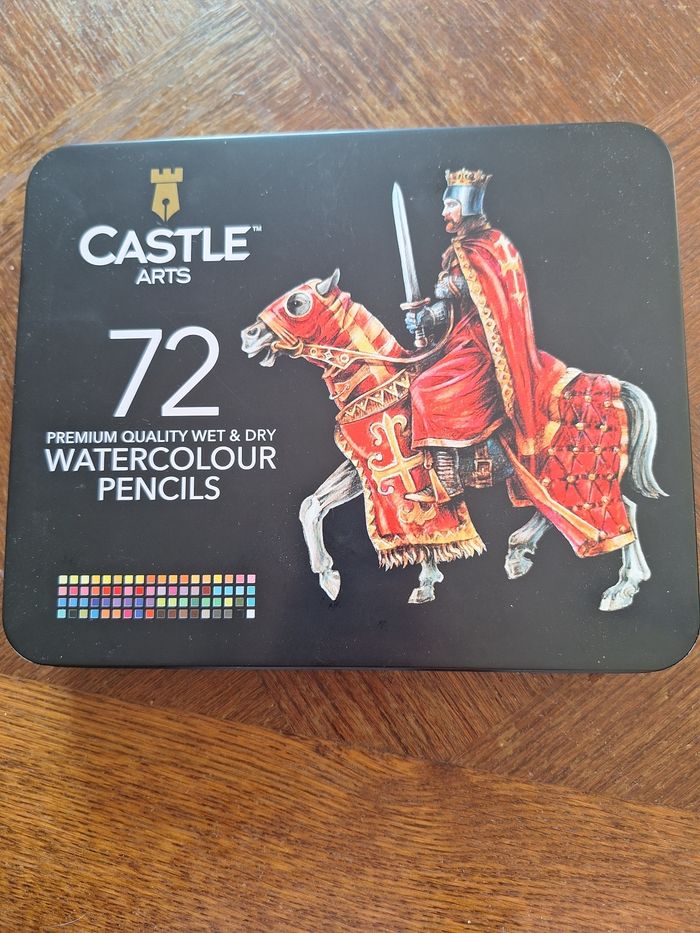 CASTLE™
ARTS
72
PREMIUM QUALITY WET & DRY
WATERCOLOUR
PENCILS